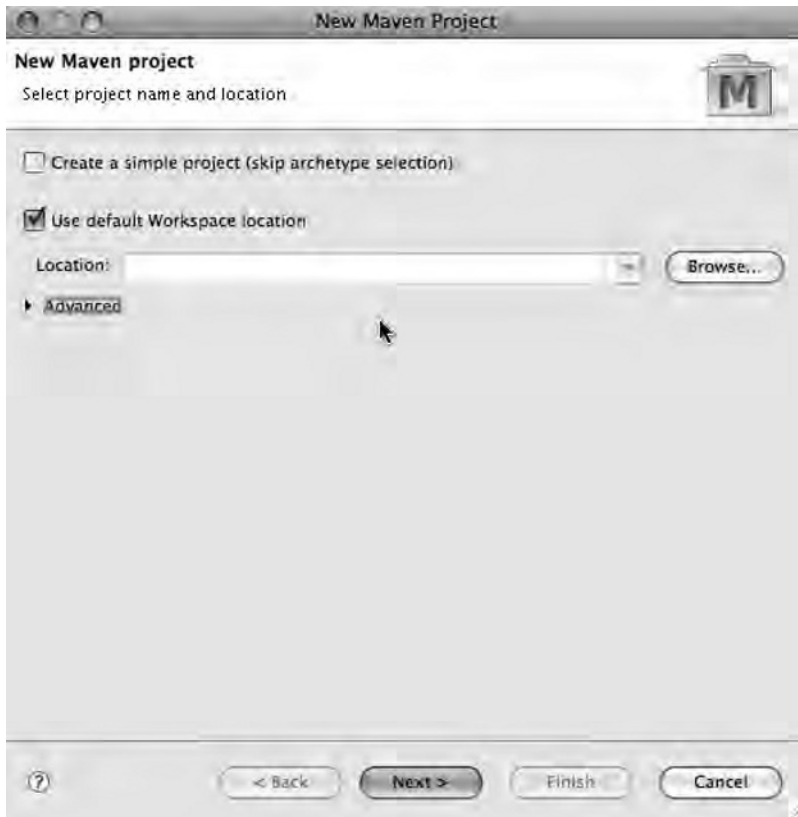 New Maven Project
New Maven project
Select project name and location
M
Create a simple project (skip archetype selection)
Use default Workspace location
Location:
Browse...
Advanced
?
< Back
Next >
Finish
Cancel